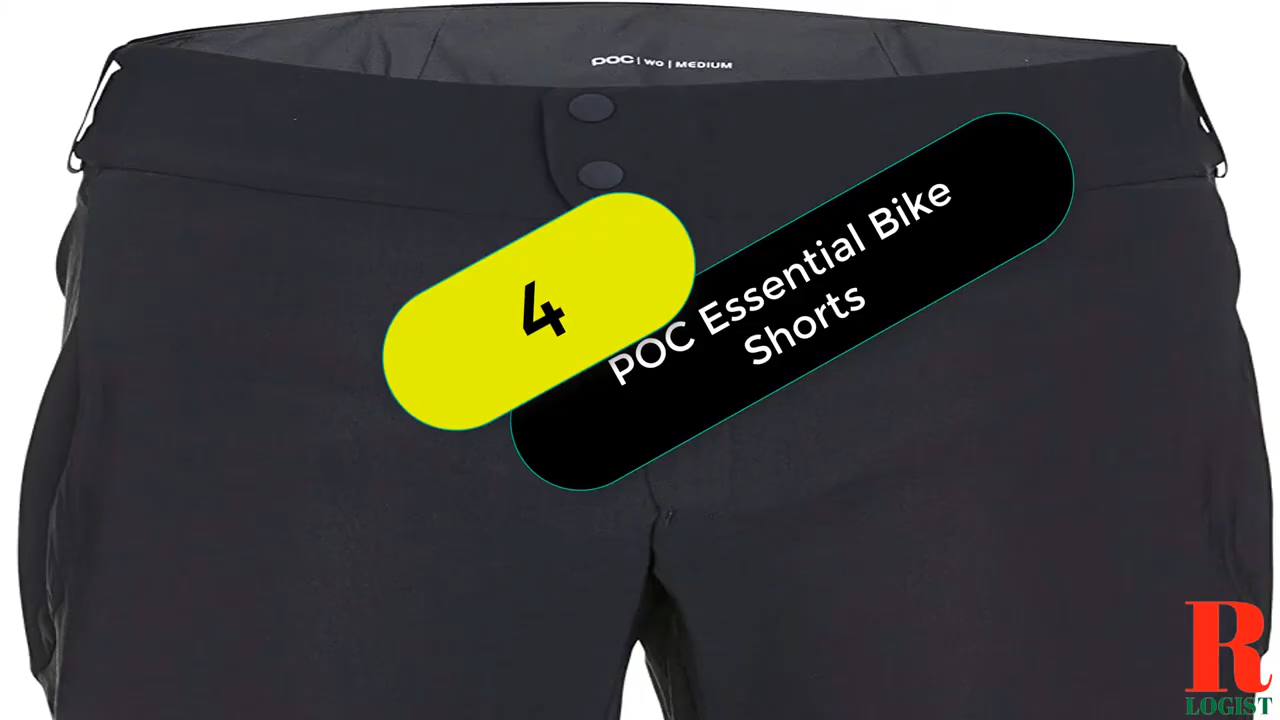 POC | WO | MEDIUM
4
POC Essential Bike
Shorts
R
LOGIST